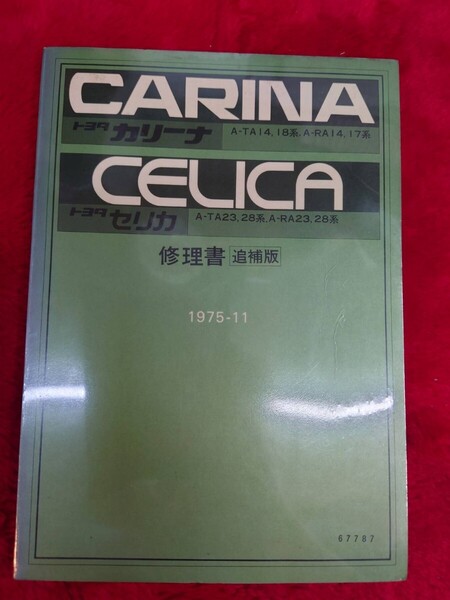 CARINA
トヨタ カリーナ A-TA14, 18系, A-RA14, 17系
CELICA
トヨタ セリカ A-TA23, 28系, A-RA23, 28系
修理書 追補版
1975-11
67787